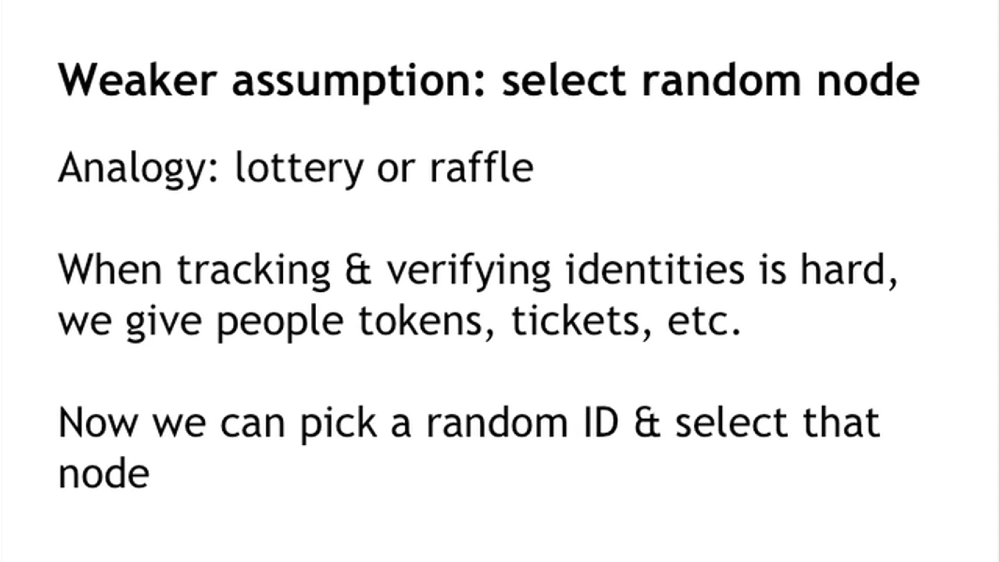 Weaker assumption: select random node
Analogy: lottery or raffle
When tracking & verifying identities is hard,
we give people tokens, tickets, etc.
Now we can pick a random ID & select that
node